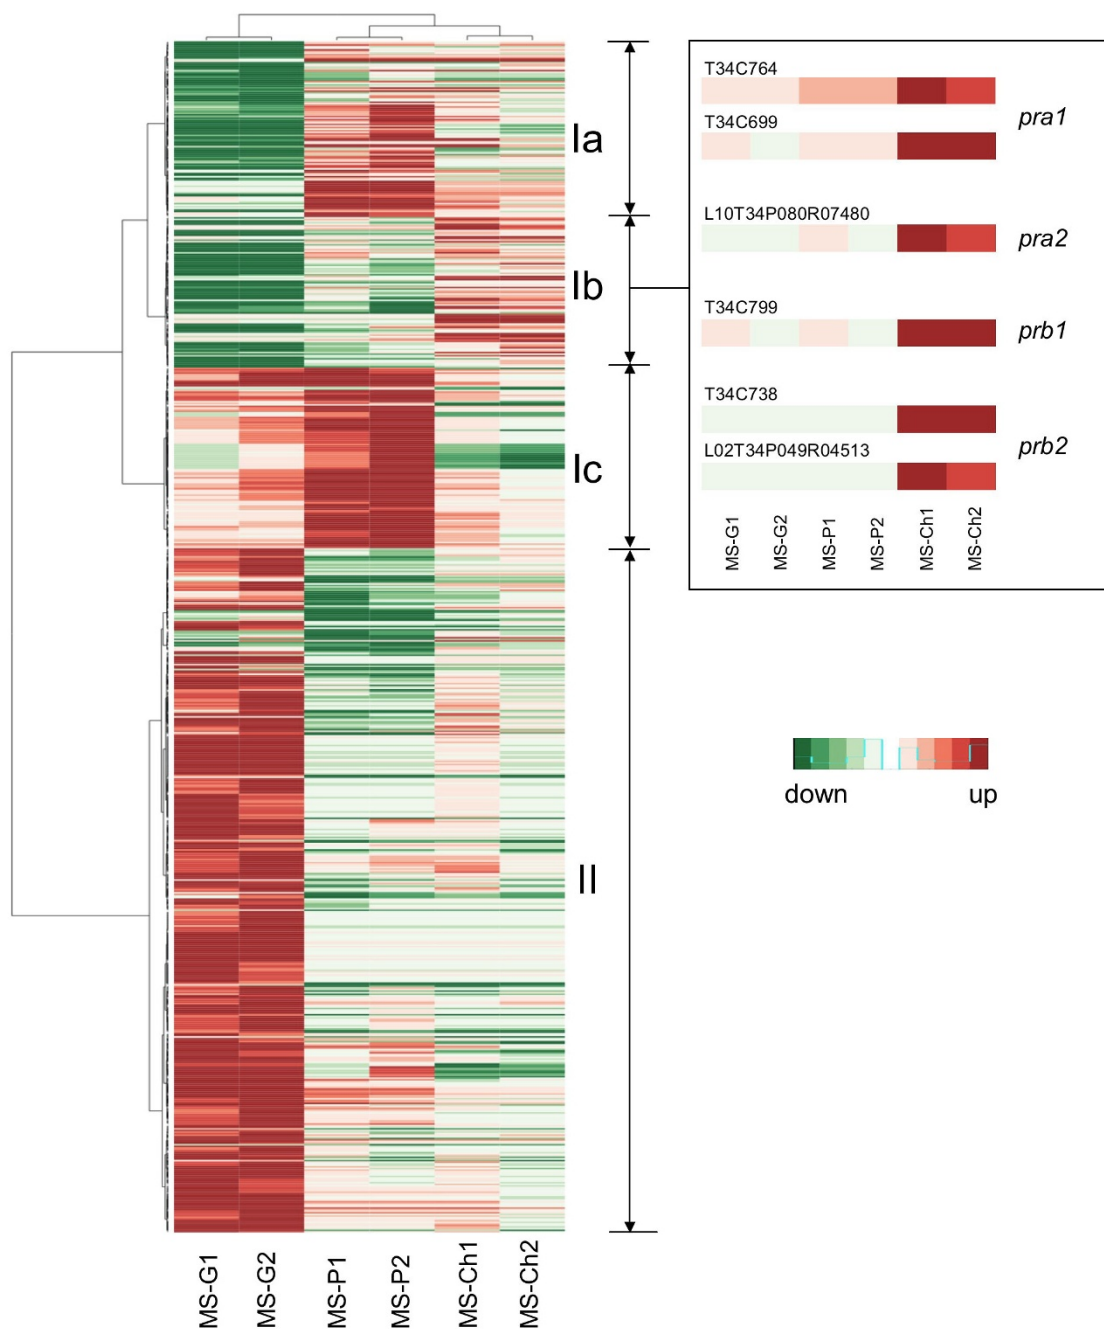 Ia
Ib
Ic
II
MS-G1
MS-G2
MS-P1
MS-P2
MS-Ch1
MS-Ch2
T34C764
pra1
T34C699
L10T34P080R07480
pra2
T34C799
prb1
T34C738
prb2
L02T34P049R04513
MS-G1
MS-G2
MS-P1
MS-P2
MS-Ch1
MS-Ch2
down up